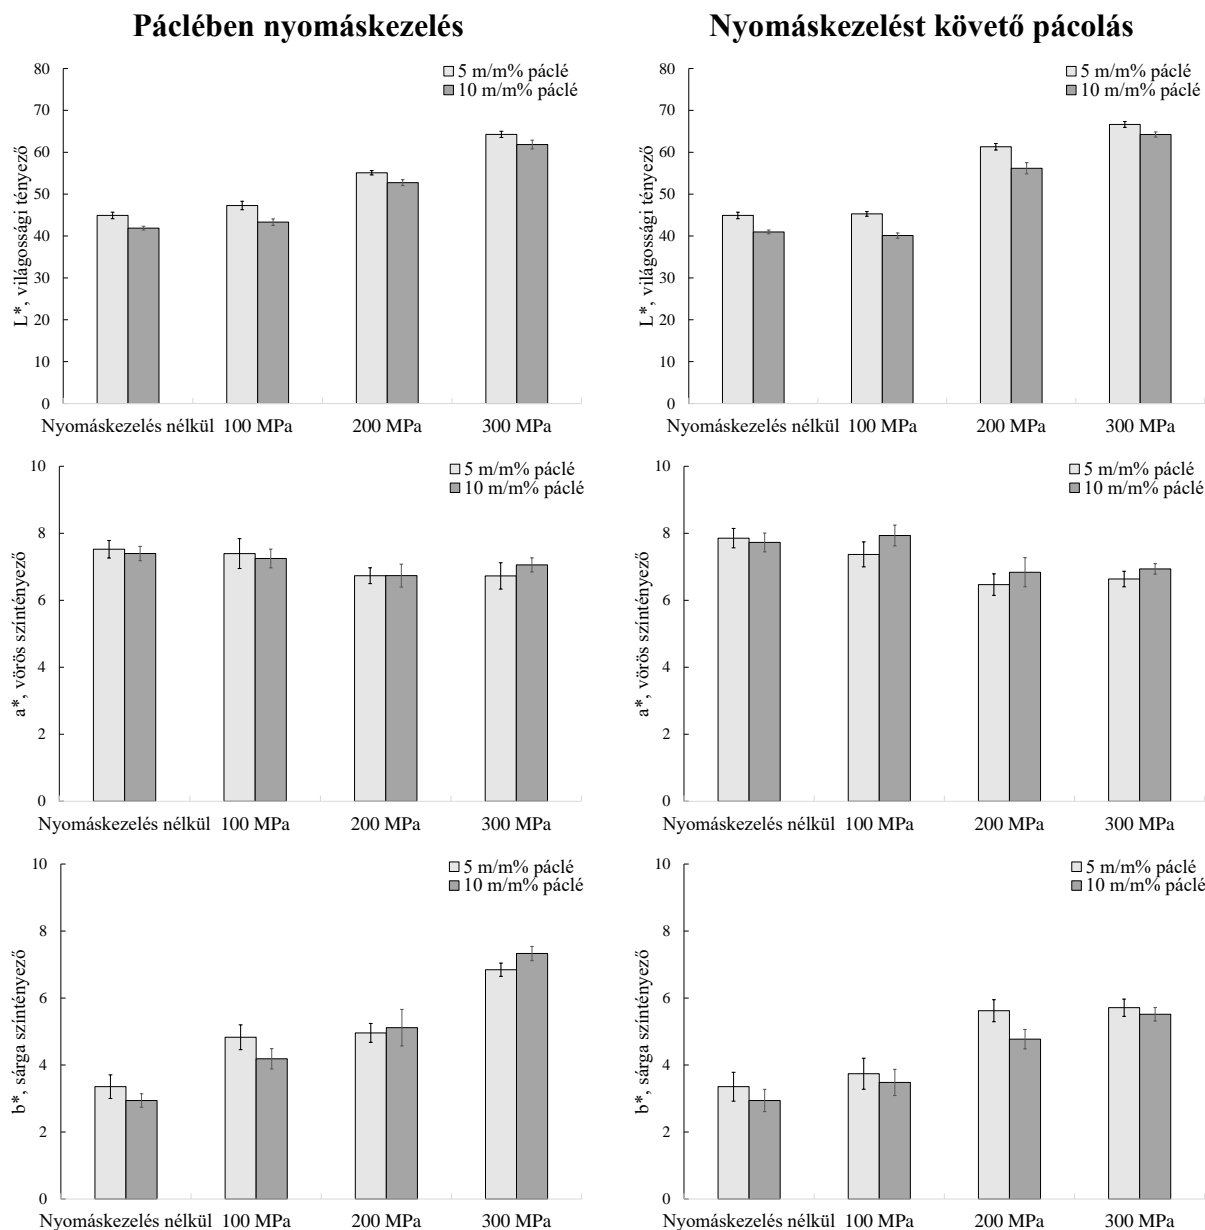 Páclében nyomáskezelés
Nyomáskezelést követő pácolás
L*, világossági tényező
80
70
60
50
40
30
20
10
0
5 m/m% páclé
10 m/m% páclé
Nyomáskezelés nélkül 100 MPa 200 MPa 300 MPa
L*, világossági tényező
80
70
60
50
40
30
20
10
0
5 m/m% páclé
10 m/m% páclé
Nyomáskezelés nélkül 100 MPa 200 MPa 300 MPa
a*, vörös színtényező
10
8
6
4
2
0
5 m/m% páclé
10 m/m% páclé
Nyomáskezelés nélkül 100 MPa 200 MPa 300 MPa
a*, vörös színtényező
10
8
6
4
2
0
5 m/m% páclé
10 m/m% páclé
Nyomáskezelés nélkül 100 MPa 200 MPa 300 MPa
b*, sárga színtényező
10
8
6
4
2
0
5 m/m% páclé
10 m/m% páclé
Nyomáskezelés nélkül 100 MPa 200 MPa 300 MPa
b*, sárga színtényező
10
8
6
4
2
0
5 m/m% páclé
10 m/m% páclé
Nyomáskezelés nélkül 100 MPa 200 MPa 300 MPa